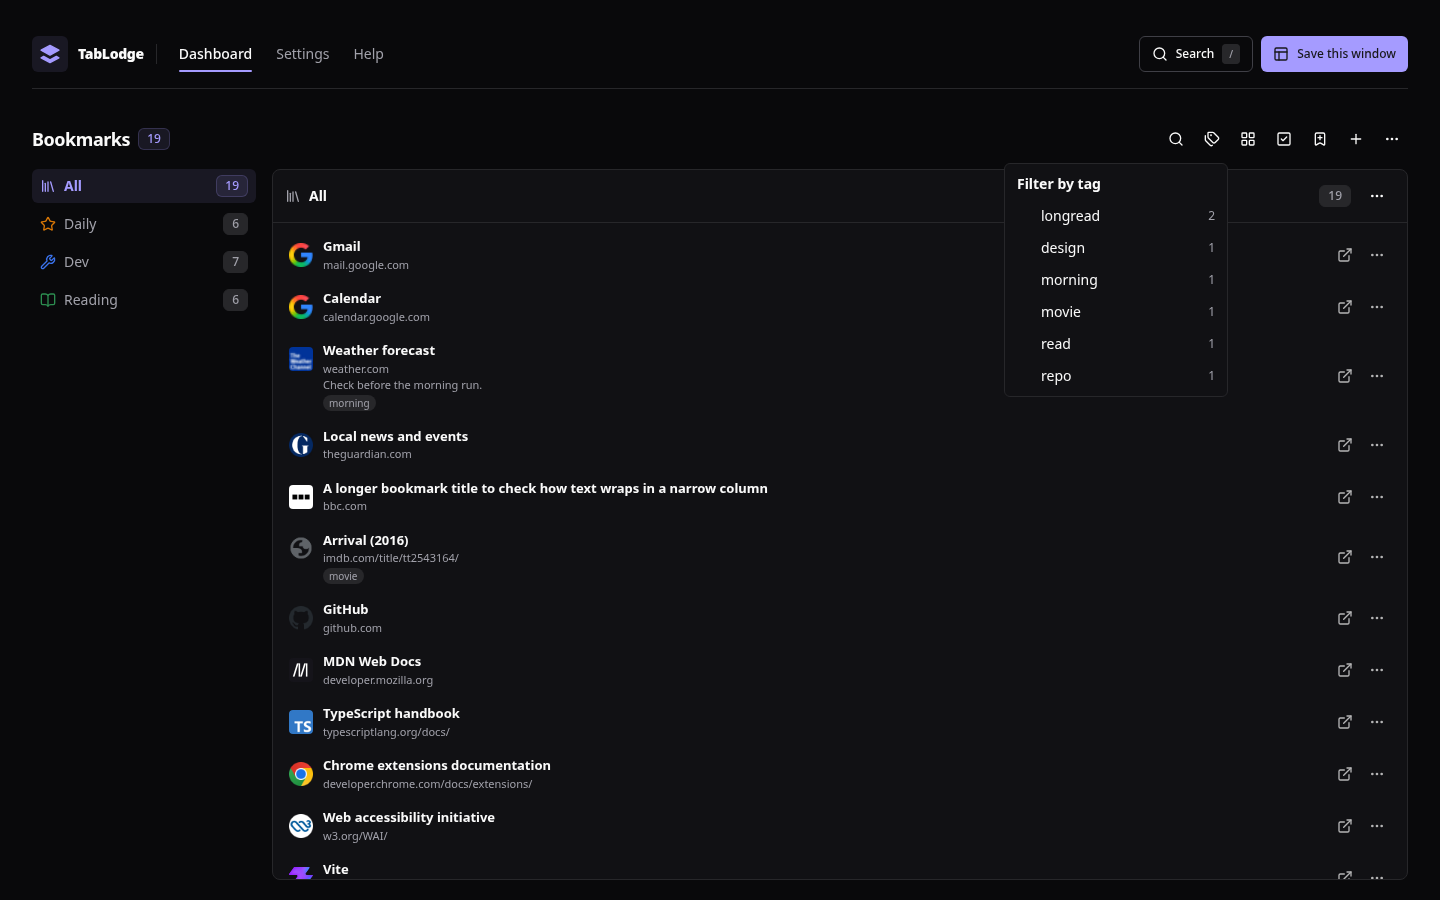 TabLodge
Dashboard
Settings
Help
Search /
Save this window
Bookmarks 19
All 19
Daily 6
Dev 7
Reading 6
All
19
Filter by tag
longread 2
design 1
morning 1
movie 1
read 1
repo 1
Gmail
mail.google.com
Calendar
calendar.google.com
The Weather Channel
Weather forecast
weather.com
Check before the morning run.
morning
Local news and events
theguardian.com
A longer bookmark title to check how text wraps in a narrow column
bbc.com
Arrival (2016)
imdb.com/title/tt2543164/
movie
GitHub
github.com
MDN Web Docs
developer.mozilla.org
TS
TypeScript handbook
typescriptlang.org/docs/
Chrome extensions documentation
developer.chrome.com/docs/extensions/
Web accessibility initiative
w3.org/WAI/
Vite